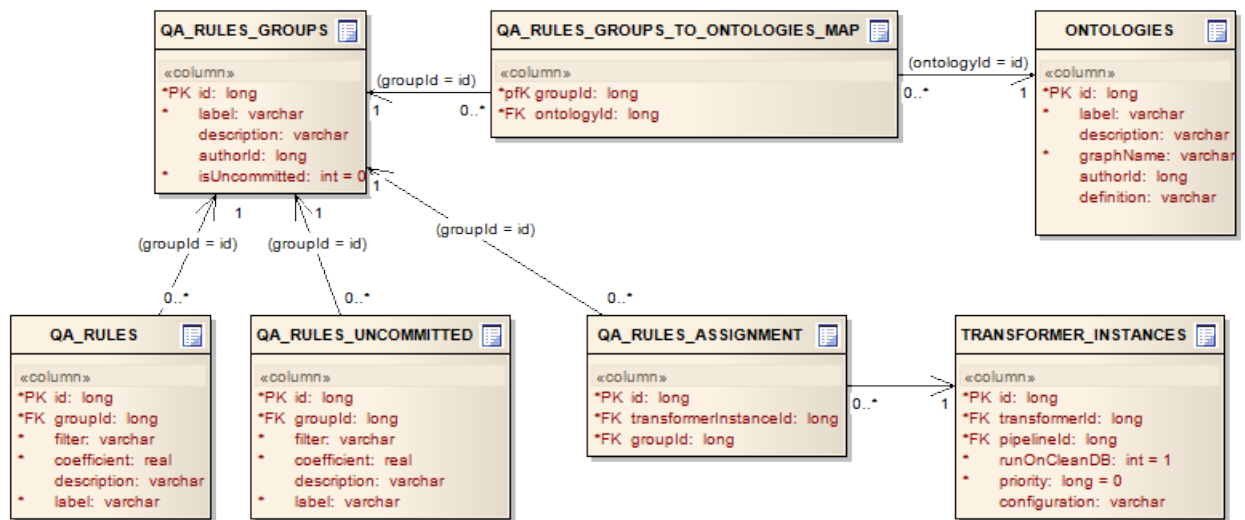 QA_RULES_GROUPS
«column»
*PK id: long
* label: varchar
description: varchar
authorId: long
* isUncommitted: int = 0
(groupId = id)
1
0..*
QA_RULES_GROUPS_TO_ONTOLOGIES_MAP
«column»
*pfK groupId: long
*FK ontologyId: long
(ontologyId = id)
0..*
1
ONTOLOGIES
«column»
*PK id: long
* label: varchar
description: varchar
* graphName: varchar
authorId: long
definition: varchar
1
(groupId = id)
0..*
1
(groupId = id)
0..*
1
(groupId = id)
0..*
QA_RULES
«column»
*PK id: long
*FK groupId: long
* filter: varchar
* coefficient: real
description: varchar
* label: varchar
QA_RULES_UNCOMMITTED
«column»
*PK id: long
*FK groupId: long
* filter: varchar
* coefficient: real
description: varchar
* label: varchar
QA_RULES_ASSIGNMENT
«column»
*PK id: long
*FK transformerInstanceId: long
*FK groupId: long
0..*
1
TRANSFORMER_INSTANCES
«column»
*PK id: long
*FK transformerId: long
*FK pipelineId: long
* runOnCleanDB: int = 1
* priority: long = 0
configuration: varchar